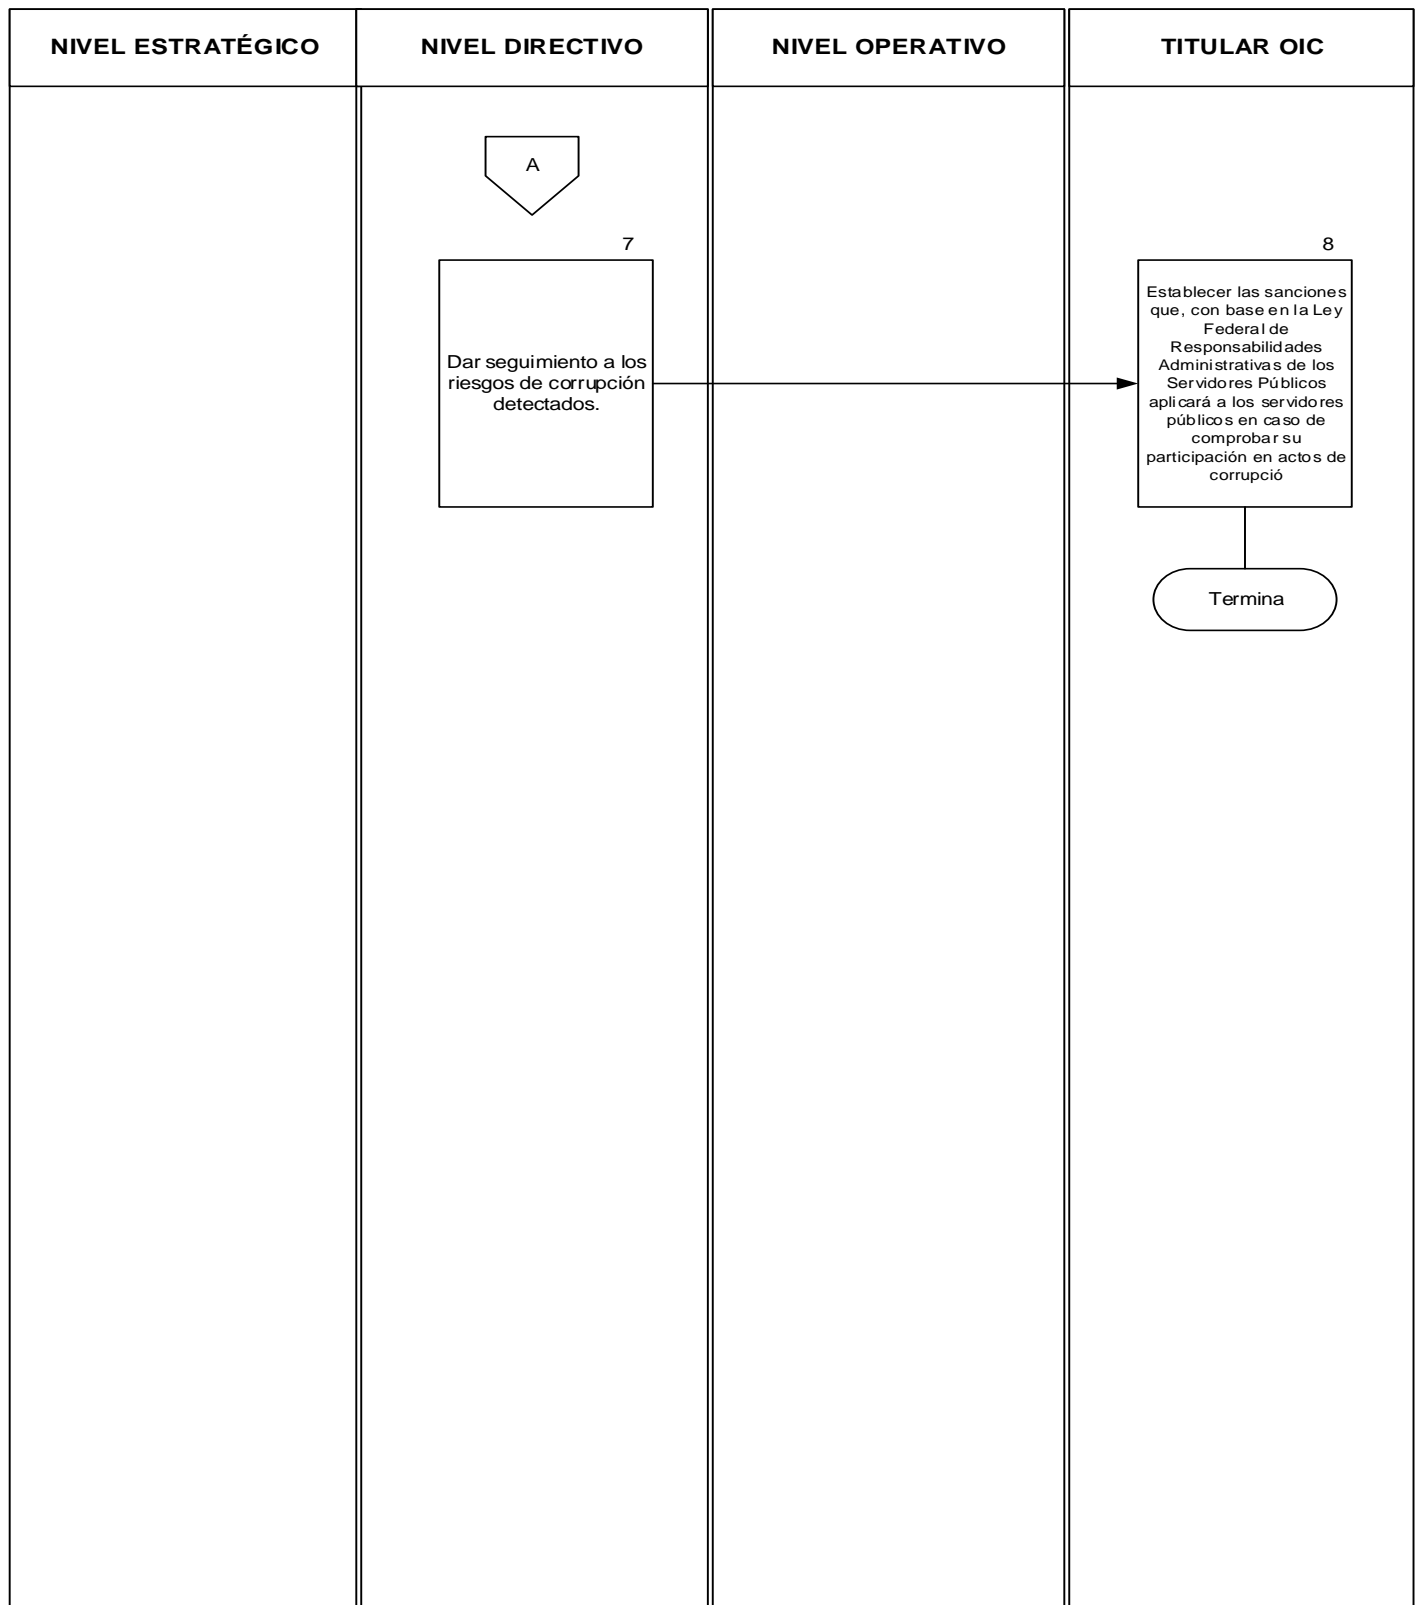 NIVEL ESTRATÉGICO
NIVEL DIRECTIVO
NIVEL OPERATIVO
TITULAR OIC
A
7
Dar seguimiento a los
riesgos de corrupción
detectados.
8
Establecer las sanciones
que, con base en la Ley
Federal de
Responsabilidades
Administrativas de los
Servidores Públicos
aplicará a los servidores
públicos en caso de
comprobar su
participación en actos de
corrupció
Termina